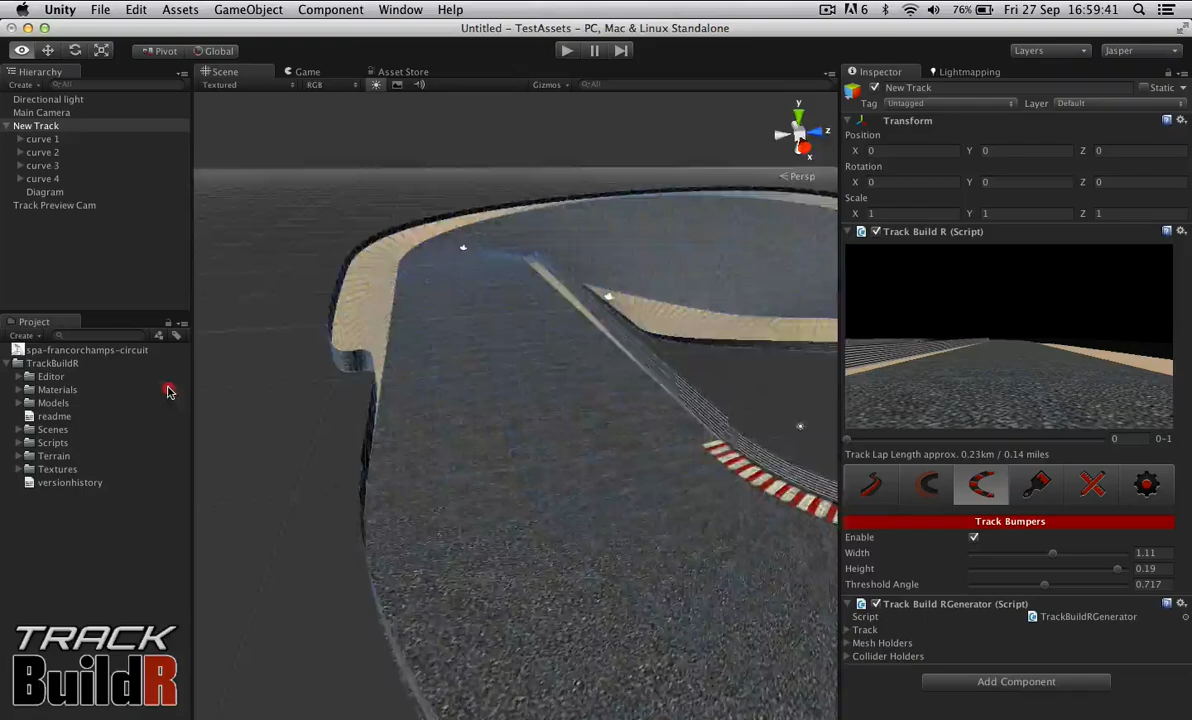 Unity File Edit Assets GameObject Component Window Help 6 76% Fri 27 Sep 16:59:41
Untitled - TestAssets - PC, Mac & Linux Standalone
Pivot Global Layers Jasper
Hierarchy Scene Game Asset Store Inspector Lightmapping
Create All Textured RGB Gizmos All New Track Static
Directional light
Main Camera
New Track
curve 1
curve 2
curve 3
curve 4
Diagram
Track Preview Cam
y
z
x
Persp
Tag Untagged Layer Default
Transform
Position
X 0 Y 0 Z 0
Rotation
X 0 Y 0 Z 0
Scale
X 1 Y 1 Z 1
Track Build R (Script)
0 0-1
Track Lap Length approx. 0.23km / 0.14 miles
Track Bumpers
Enable
Width 1.11
Height 0.19
Threshold Angle 0.717
Track Build RGenerator (Script)
Script TrackBuildRGenerator
Track
Mesh Holders
Collider Holders
Add Component
Project
Create
spa-francorchamps-circuit
TrackBuildR
Editor
Materials
Models
readme
Scenes
Scripts
Terrain
Textures
versionhistory
TRACK
BuildR